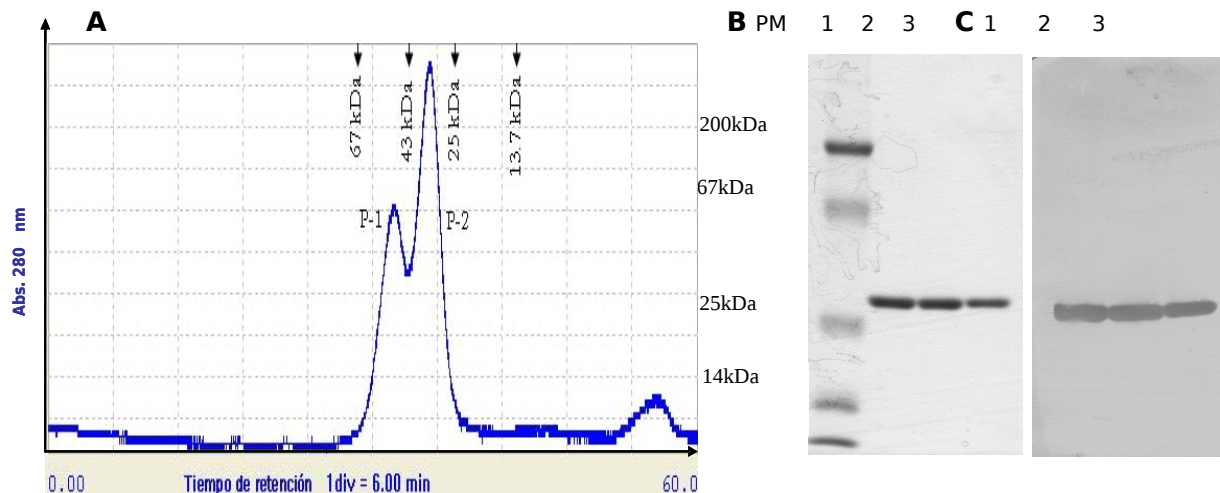 A
B PM 1 2 3 C 1 2 3
67 kDa
43 kDa
25 kDa
13.7 kDa
200kDa
67kDa
25kDa
14kDa
P-1
P-2
Abs. 280 nm
0.00 Tiempo de retención 1div = 6.00 min 60.0